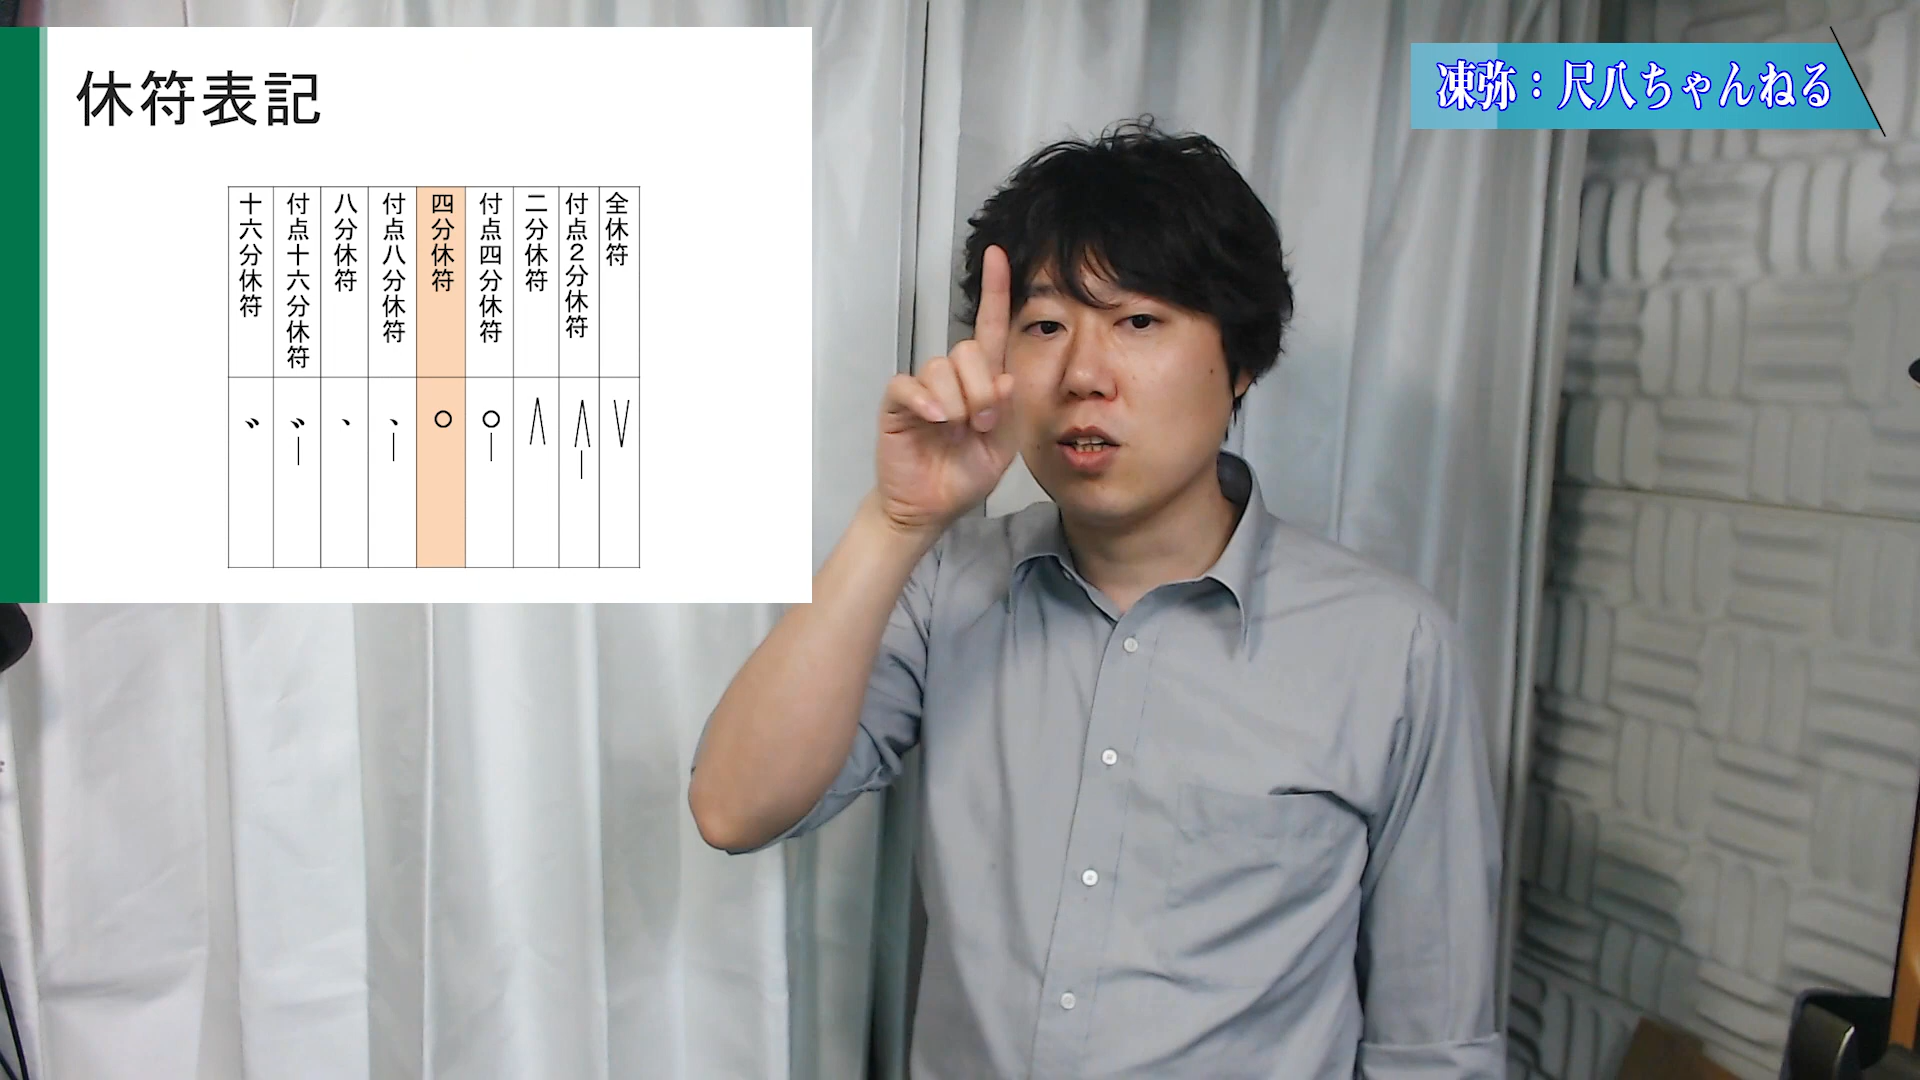 休符表記
全休符
付点2分休符
二分休符
付点四分休符
四分休符
付点八分休符
八分休符
付点十六分休符
十六分休符
凍弥：尺八ちゃんねる